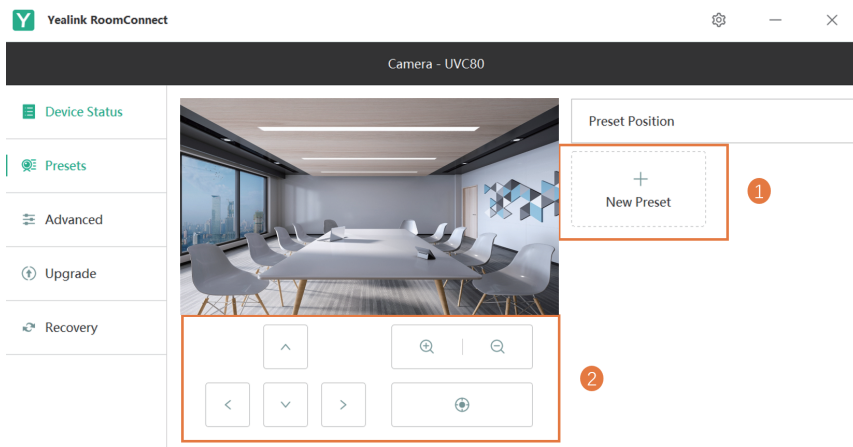 Yealink RoomConnect
Camera - UVC80
Device Status
Presets
Advanced
Upgrade
Recovery
Preset Position
New Preset
1
2